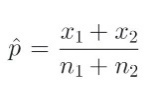 p̂ = (x₁ + x₂) / (n₁ + n₂)